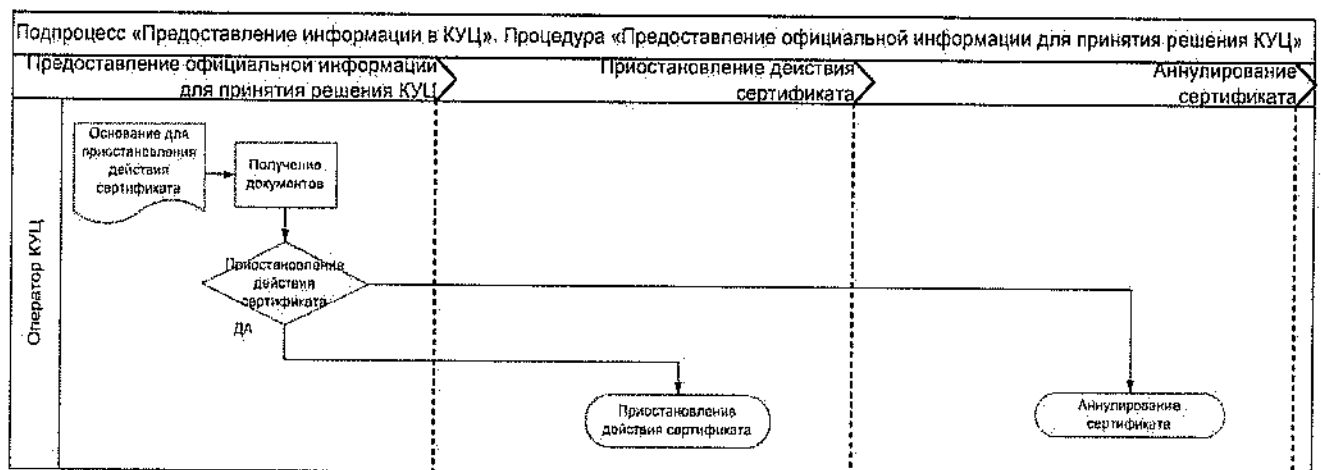 Подпроцесс «Предоставление информации в КУЦ». Процедура «Предоставление официальной информации для принятия решения КУЦ»
Предоставление официальной информации
для принятия решения КУЦ
Приостановление действия
сертификата
Аннулирование
сертификата
Оператор КУЦ
Основание для
приостановления
действия
сертификата
Получение
документов
Приостановление
действия
сертификата
ДА
Приостановление
действия сертификата
Аннулирование
сертификата